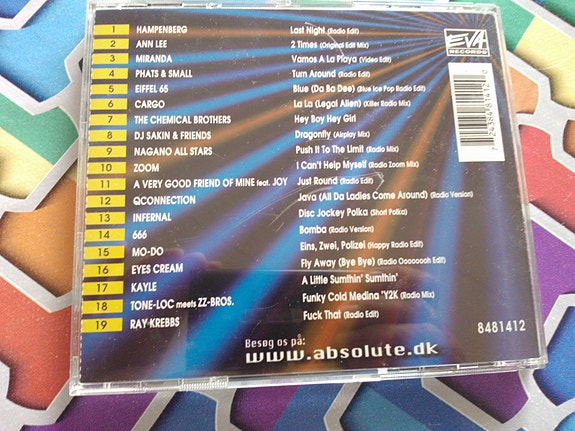 1 HAMPENBERG Last Night (Radio Edit)
2 ANN LEE 2 Times (Original Edit Mix)
3 MIRANDA Vamos A La Playa (Video Edit)
4 PHATS & SMALL Turn Around (Radio Edit)
5 EIFFEL 65 Blue (Da Ba Dee) (Blue Ice Pop Radio Edit)
6 CARGO La La (Legal Alien) (Killer Radio Mix)
7 THE CHEMICAL BROTHERS Hey Boy Hey Girl
8 DJ SAKIN & FRIENDS Dragonfly (Airplay Mix)
9 NAGANO ALL STARS Push It To The Limit (Radio Mix)
10 ZOOM I Can't Help Myself (Radio Zoom Mix)
11 A VERY GOOD FRIEND OF MINE feat. JOY Just Round (Radio Edit)
12 QCONNECTION Java (All Da Ladies Come Around) (Radio Version)
13 INFERNAL Disc Jockey Polka (Short Polka)
14 666 Bomba (Radio Version)
15 MO-DO Eins, Zwei, Polizei (Happy Radio Edit)
16 EYES CREAM Fly Away (Bye Bye) (Radio Oooooooh Edit)
17 KAYLE A Little Sumthin' Sumthin'
18 TONE-LOC meets ZZ-BROS. Funky Cold Medina 'Y2K (Radio Mix)
19 RAY KREBBS Fuck That (Radio Edit)
EVA
RECORDS
7 24384 81412 0
8481412
Besøg os på:
www.absolute.dk